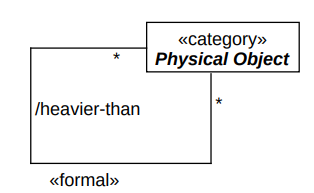 «category»
Physical Object
*
*
/heavier-than
«formal»